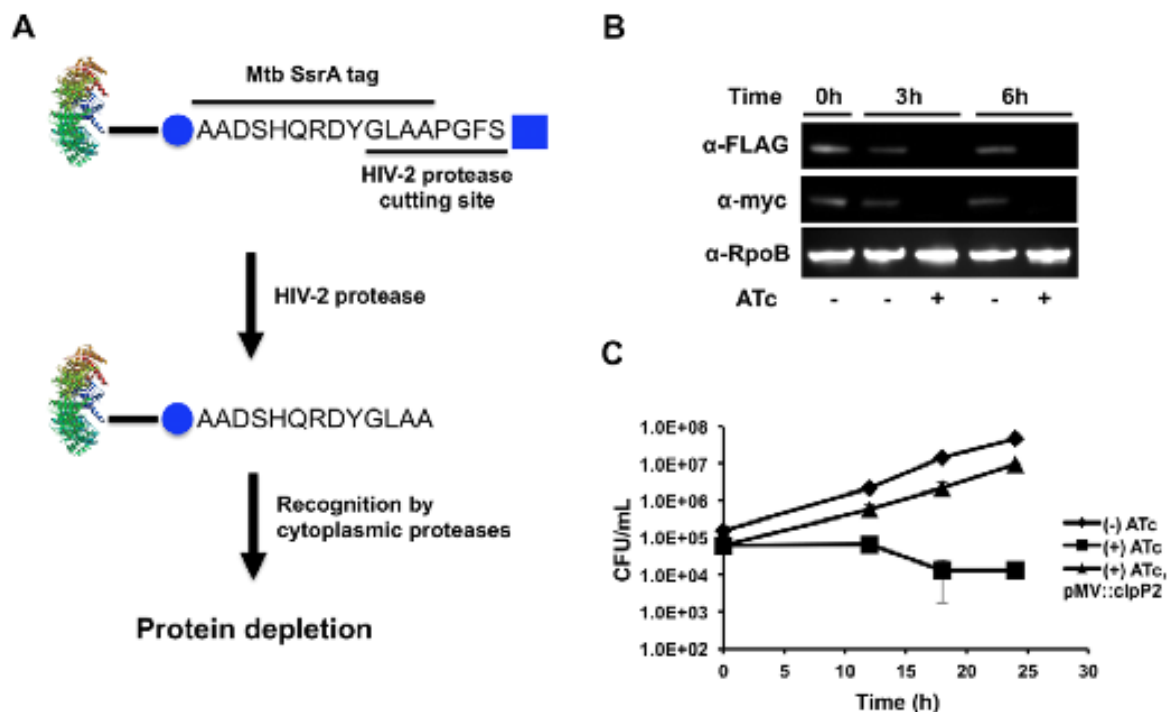 A
Mtb SsrA tag
AADSHQRDYGLAAPGFS
HIV-2 protease
cutting site
HIV-2 protease
AADSHQRDYGLAA
Recognition by
cytoplasmic proteases
Protein depletion
B
Time 0h 3h 6h
α-FLAG
α-myc
α-RpoB
ATc - - + - +
C
1.0E+08
1.0E+07
1.0E+06
1.0E+05
1.0E+04
1.0E+03
1.0E+02
CFU/mL
0 5 10 15 20 25 30
Time (h)
(-) ATc
(+) ATc
(+) ATc,
pMV::clpP2